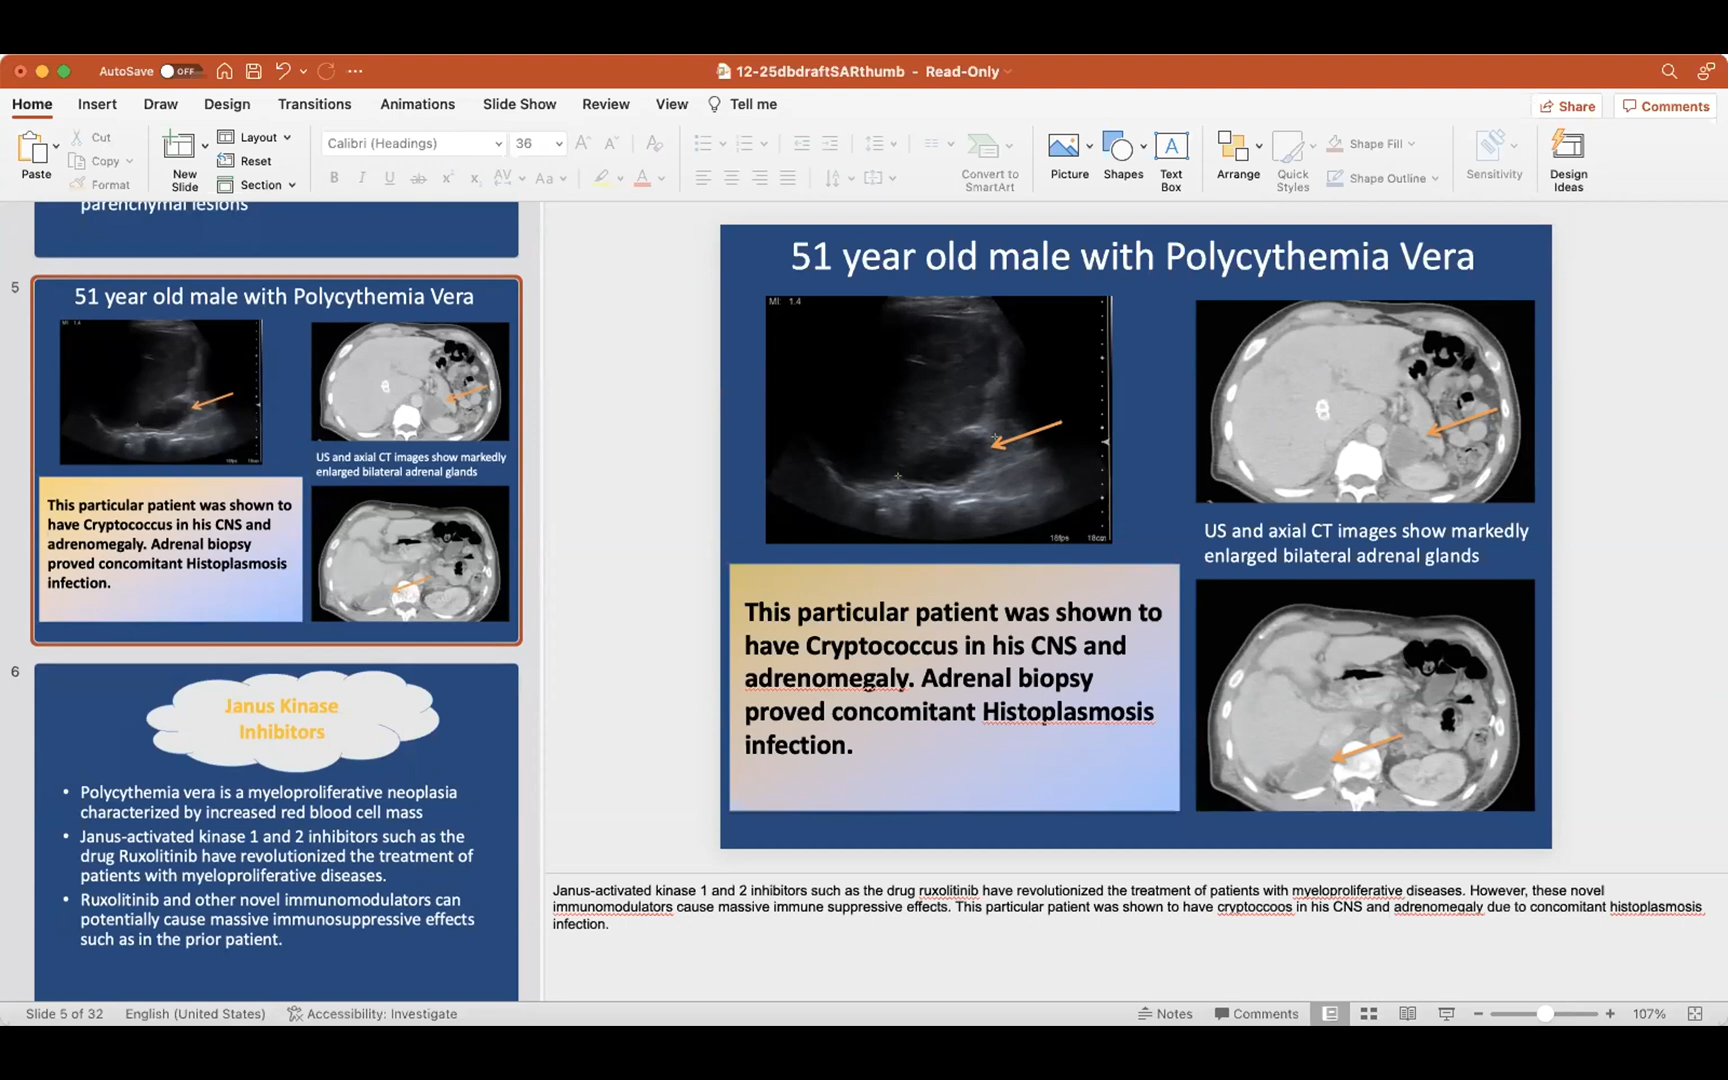 AutoSave OFF
12-25dbdraftSARthumb - Read-Only
Home Insert Draw Design Transitions Animations Slide Show Review View Tell me
Share Comments
Paste
Cut
Copy
Format
New
Slide
Layout
Reset
Section
Calibri (Headings) 36
Convert to
SmartArt
Picture
Shapes
Text
Box
Arrange
Quick
Styles
Shape Fill
Shape Outline
Sensitivity
Design
Ideas
parenchymal lesions
5
51 year old male with Polycythemia Vera
MI: 1.4
US and axial CT images show markedly
enlarged bilateral adrenal glands
This particular patient was shown to
have Cryptococcus in his CNS and
adrenomegaly. Adrenal biopsy
proved concomitant Histoplasmosis
infection.
6
Janus Kinase
Inhibitors
• Polycythemia vera is a myeloproliferative neoplasia
characterized by increased red blood cell mass
• Janus-activated kinase 1 and 2 inhibitors such as the
drug Ruxolitinib have revolutionized the treatment of
patients with myeloproliferative diseases.
• Ruxolitinib and other novel immunomodulators can
potentially cause massive immunosuppressive effects
such as in the prior patient.
51 year old male with Polycythemia Vera
MI: 1.4
18cm
US and axial CT images show markedly
enlarged bilateral adrenal glands
This particular patient was shown to
have Cryptococcus in his CNS and
adrenomegaly. Adrenal biopsy
proved concomitant Histoplasmosis
infection.
Janus-activated kinase 1 and 2 inhibitors such as the drug ruxolitinib have revolutionized the treatment of patients with myeloproliferative diseases. However, these novel
immunomodulators cause massive immune suppressive effects. This particular patient was shown to have cryptoccoos in his CNS and adrenomegaly due to concomitant histoplasmosis
infection.
Slide 5 of 32 English (United States) Accessibility: Investigate
Notes Comments 107%